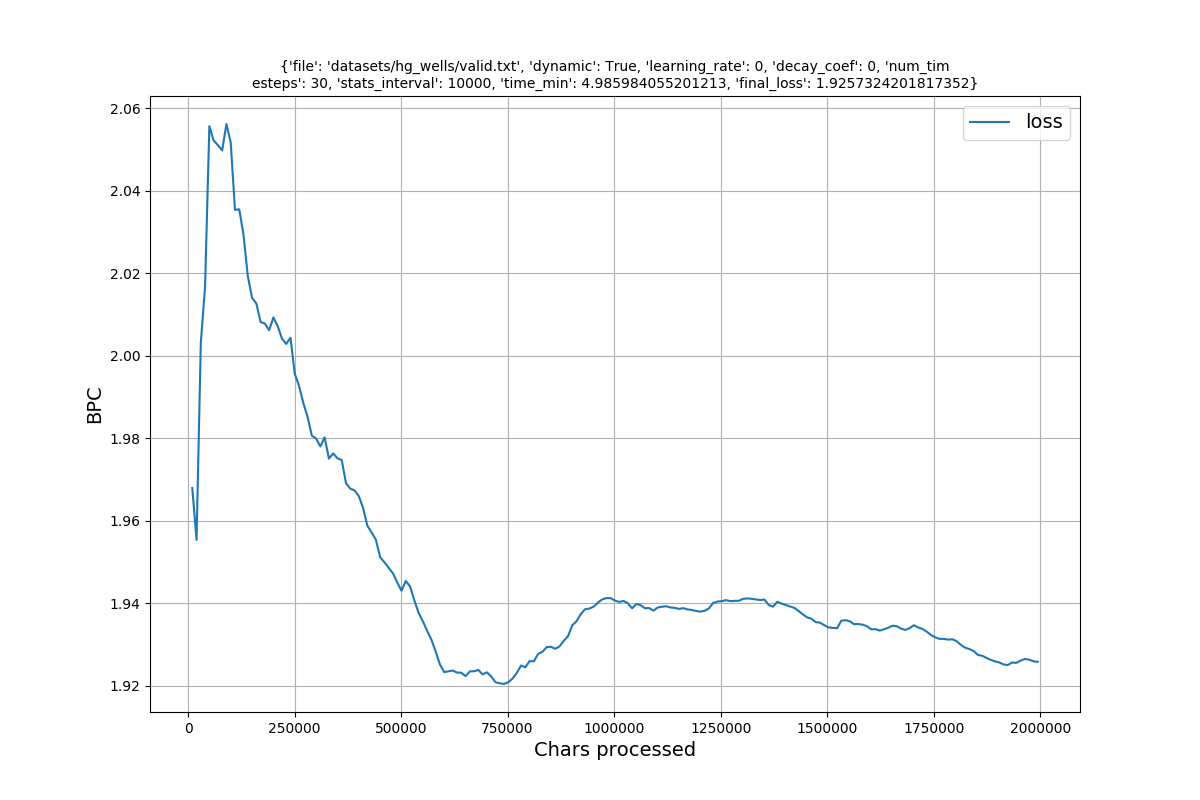 {'file': 'datasets/hg_wells/valid.txt', 'dynamic': True, 'learning_rate': 0, 'decay_coef': 0, 'num_tim
esteps': 30, 'stats_interval': 10000, 'time_min': 4.985984055201213, 'final_loss': 1.9257324201817352}
loss
2.06
2.04
2.02
2.00
1.98
1.96
1.94
1.92
BPC
0 250000 500000 750000 1000000 1250000 1500000 1750000 2000000
Chars processed